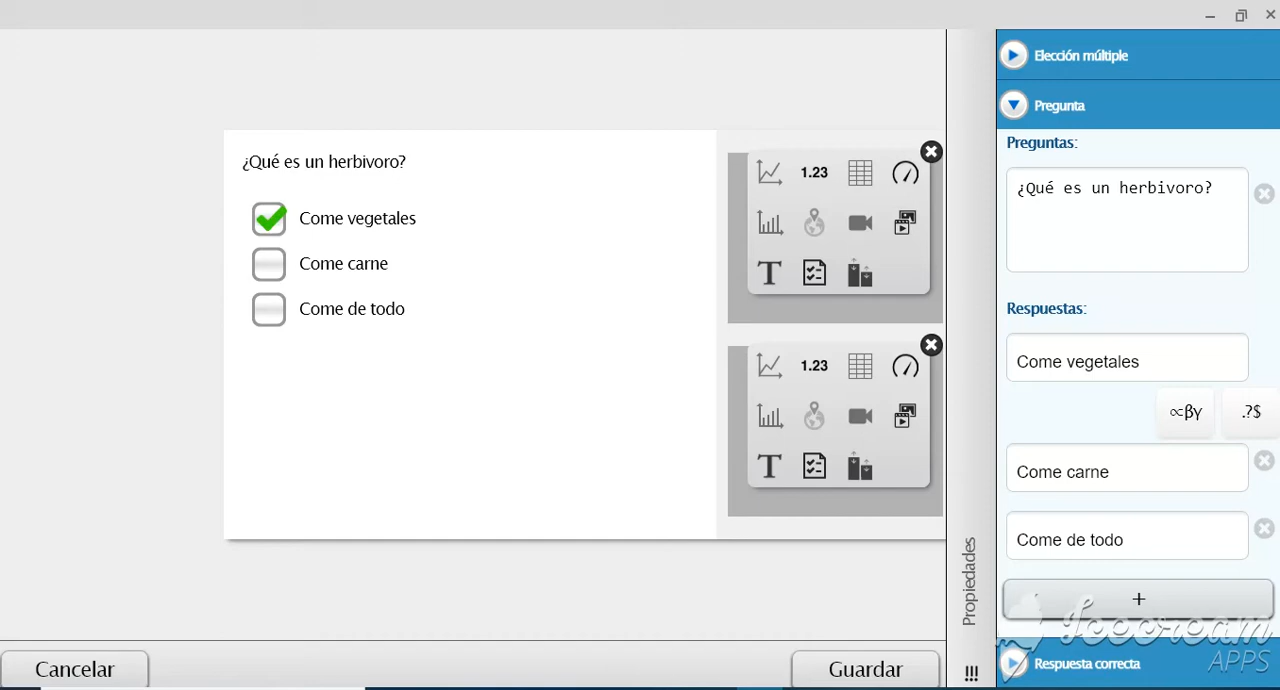 Elección múltiple
Pregunta
Preguntas:
¿Qué es un herbivoro?
¿Qué es un herbivoro?
Come vegetales
Come carne
Come de todo
1.23
T
1.23
T
Respuestas:
Come vegetales
∝βγ
.?$
Come carne
Come de todo
+
Propiedades
!!!
Respuesta correcta
Icecream
APPS
Cancelar
Guardar